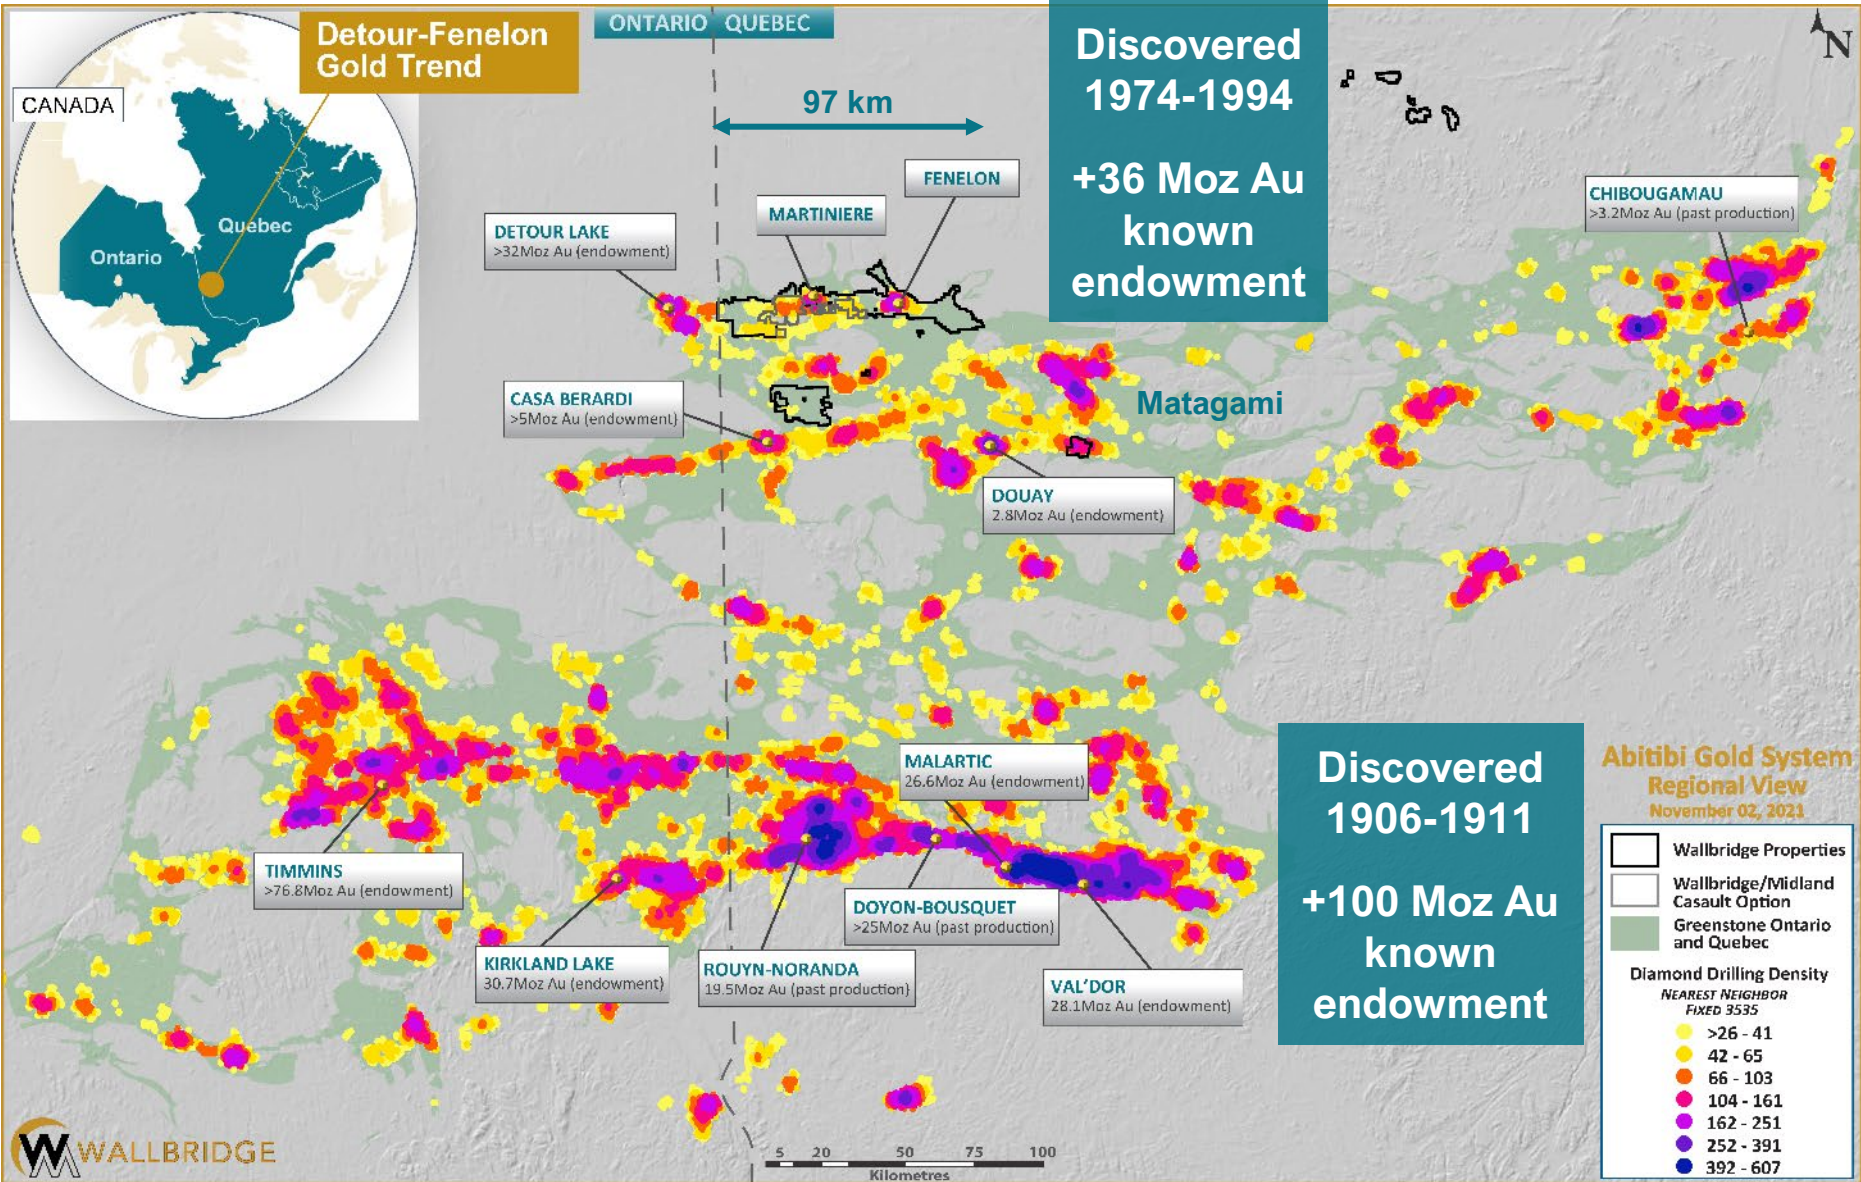 Detour-Fenelon
Gold Trend
CANADA
Ontario
Quebec
ONTARIO QUEBEC
97 km
Discovered
1974-1994
+36 Moz Au
known
endowment
N
DETOUR LAKE
>32Moz Au (endowment)
MARTINIERE
FENELON
CHIBOUGAMAU
>3.2Moz Au (past production)
CASA BERARDI
>5Moz Au (endowment)
Matagami
DOUAY
2.8Moz Au (endowment)
MALARTIC
26.6Moz Au (endowment)
TIMMINS
>76.8Moz Au (endowment)
DOYON-BOUSQUET
>25Moz Au (past production)
KIRKLAND LAKE
30.7Moz Au (endowment)
ROUYN-NORANDA
19.5Moz Au (past production)
VAL'DOR
28.1Moz Au (endowment)
Discovered
1906-1911
+100 Moz Au
known
endowment
Abitibi Gold System
Regional View
November 02, 2021
Wallbridge Properties
Wallbridge/Midland
Casault Option
Greenstone Ontario
and Quebec
Diamond Drilling Density
NEAREST NEIGHBOR
FIXED 3535
>26 - 41
42 - 65
66 - 103
104 - 161
162 - 251
252 - 391
392 - 607
WALLBRIDGE
5 20 50 75 100
Kilometres